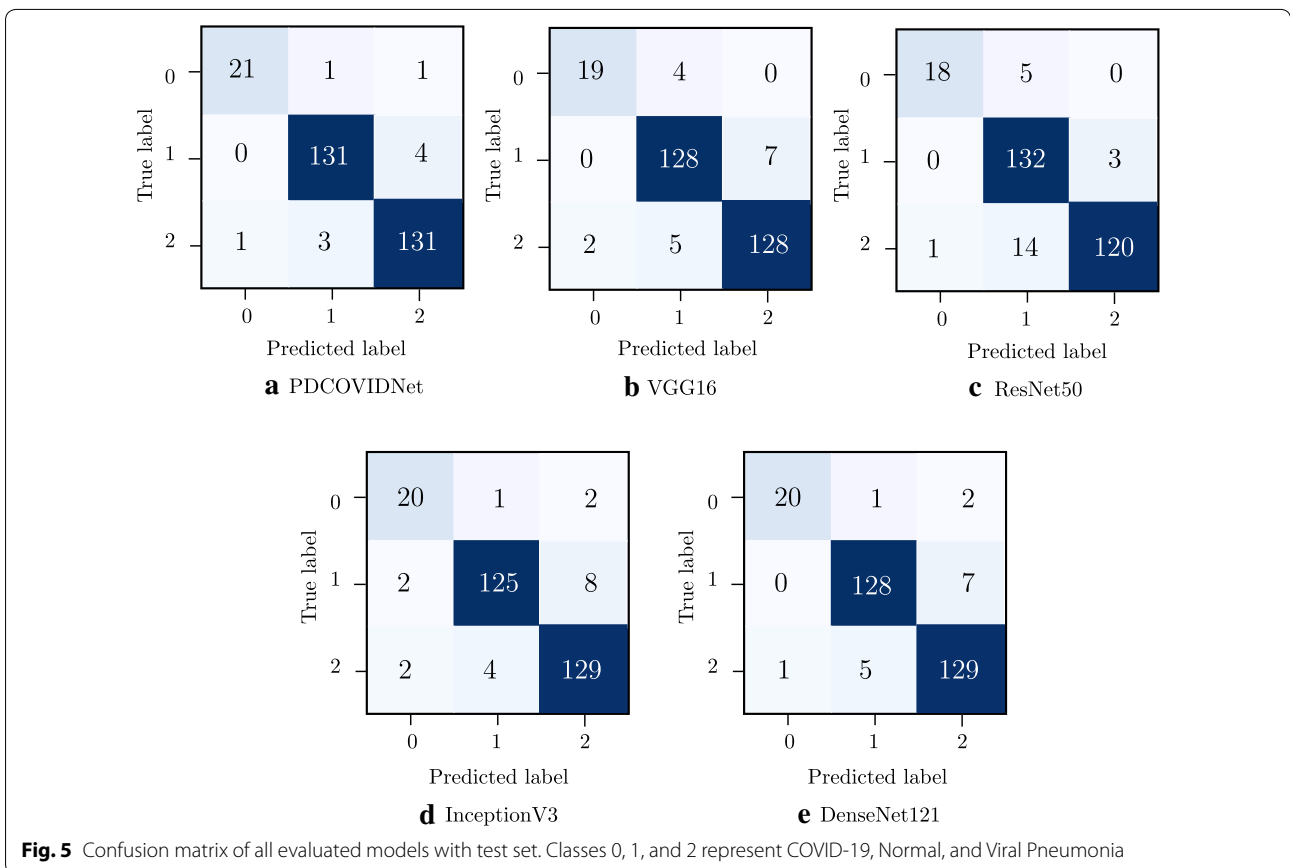 True label
0 21 1 1
1 0 131 4
2 1 3 131
0 1 2
Predicted label
a PDCOVIDNet
True label
0 19 4 0
1 0 128 7
2 2 5 128
0 1 2
Predicted label
b VGG16
True label
0 18 5 0
1 0 132 3
2 1 14 120
0 1 2
Predicted label
c ResNet50
True label
0 20 1 2
1 2 125 8
2 2 4 129
0 1 2
Predicted label
d InceptionV3
True label
0 20 1 2
1 0 128 7
2 1 5 129
0 1 2
Predicted label
e DenseNet121
Fig. 5 Confusion matrix of all evaluated models with test set. Classes 0, 1, and 2 represent COVID-19, Normal, and Viral Pneumonia